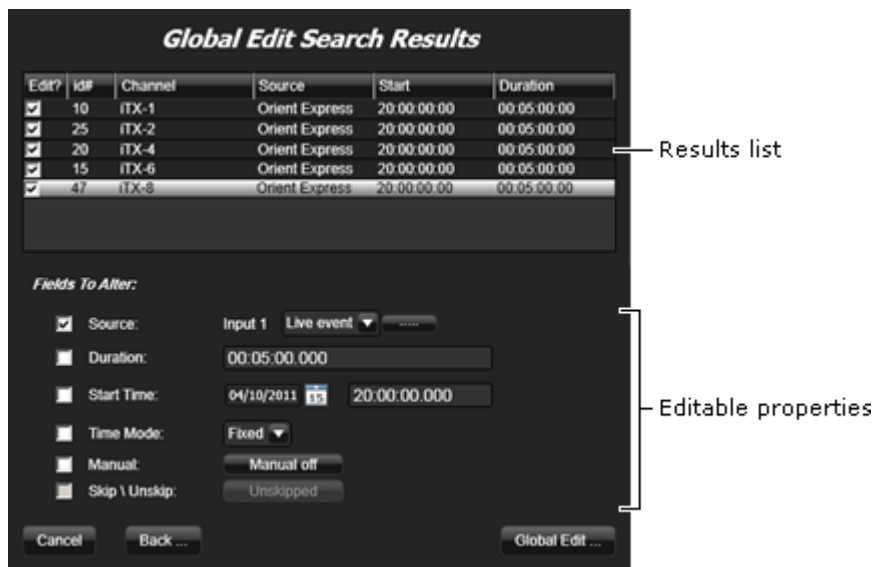 Global Edit Search Results
Edit? id# Channel Source Start Duration
10 iTX-1 Orient Express 20:00:00:00 00:05:00:00
25 iTX-2 Orient Express 20:00:00:00 00:05:00:00
20 iTX-4 Orient Express 20:00:00:00 00:05:00:00
15 iTX-6 Orient Express 20:00:00:00 00:05:00:00
47 iTX-8 Orient Express 20:00:00:00 00:05:00:00
Results list
Fields To Alter:
Source: Input 1 Live event .....
Duration: 00:05:00.000
Start Time: 04/10/2011 15 20:00:00.000
Time Mode: Fixed
Manual: Manual off
Skip \ Unskip: Unskipped
Editable properties
Cancel Back ... Global Edit ...